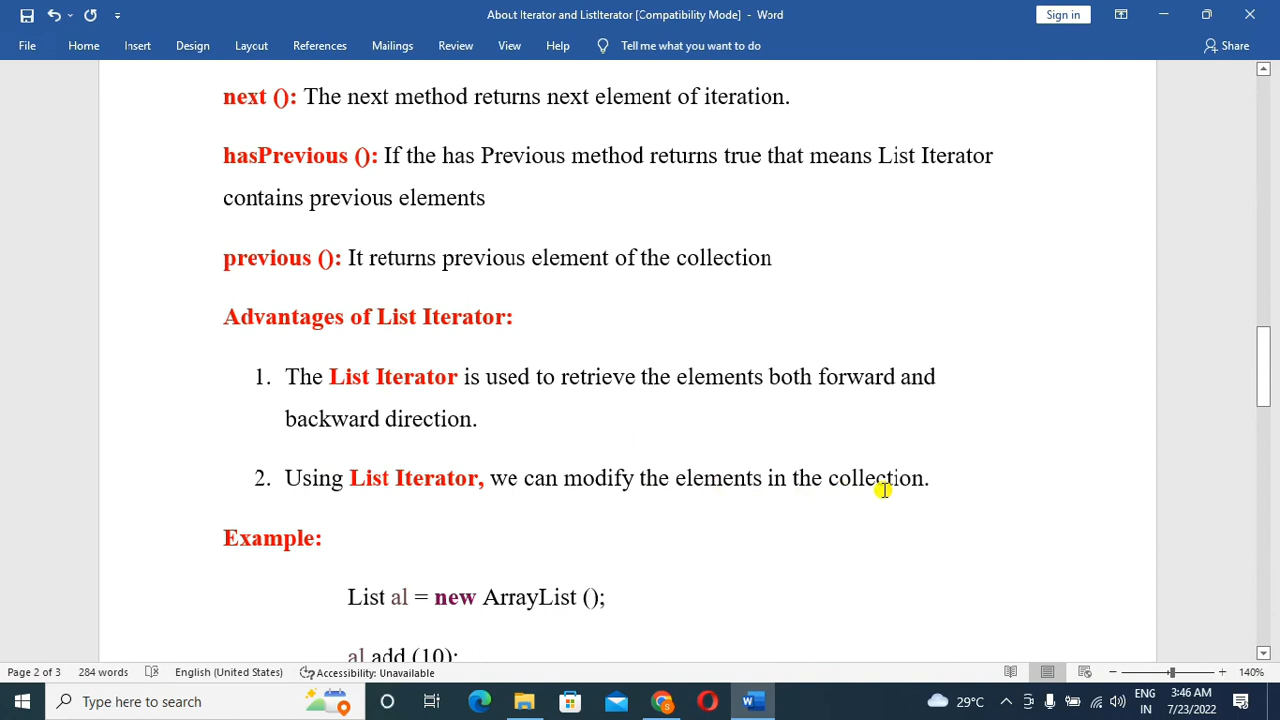 About Iterator and ListIterator [Compatibility Mode] - Word
Sign in
File Home Insert Design Layout References Mailings Review View Help Tell me what you want to do Share
next (): The next method returns next element of iteration.
hasPrevious (): If the has Previous method returns true that means List Iterator
contains previous elements
previous (): It returns previous element of the collection
Advantages of List Iterator:
1. The List Iterator is used to retrieve the elements both forward and
backward direction.
2. Using List Iterator, we can modify the elements in the collection.
Example:
List al = new ArrayList ();
al add (10);
Page 2 of 3 284 words English (United States) Accessibility: Unavailable 140%
Type here to search 29°C ENG 3:46 AM
IN 7/23/2022